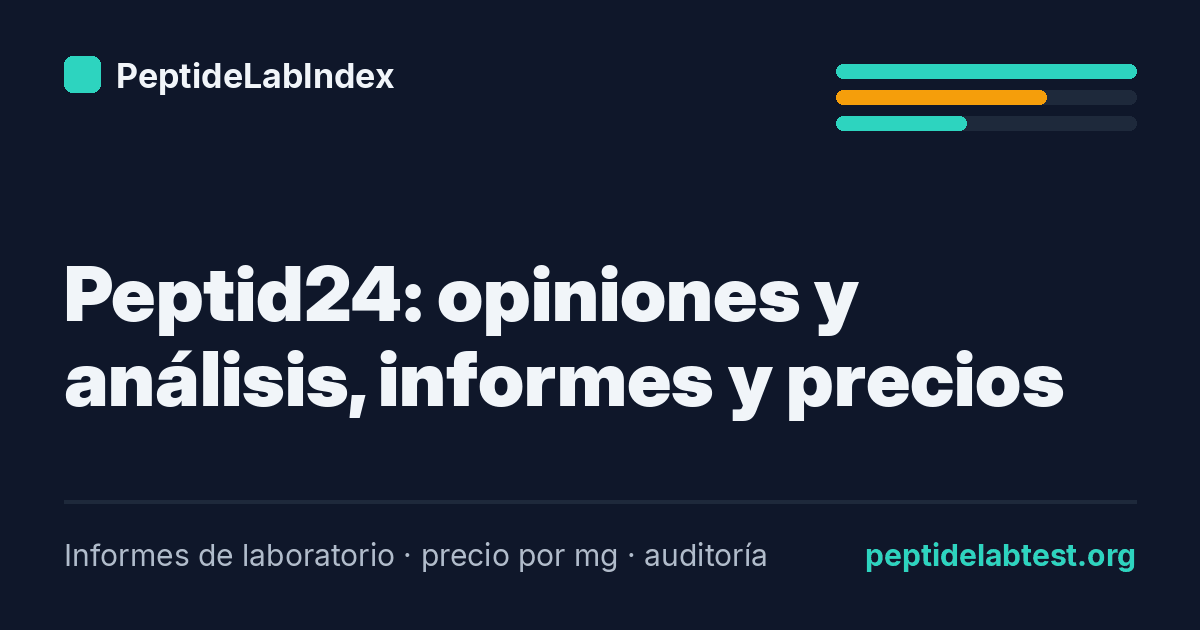 PeptideLabIndex
Peptid24: opiniones y
análisis, informes y precios
Informes de laboratorio · precio por mg · auditoría
peptidelabtest.org